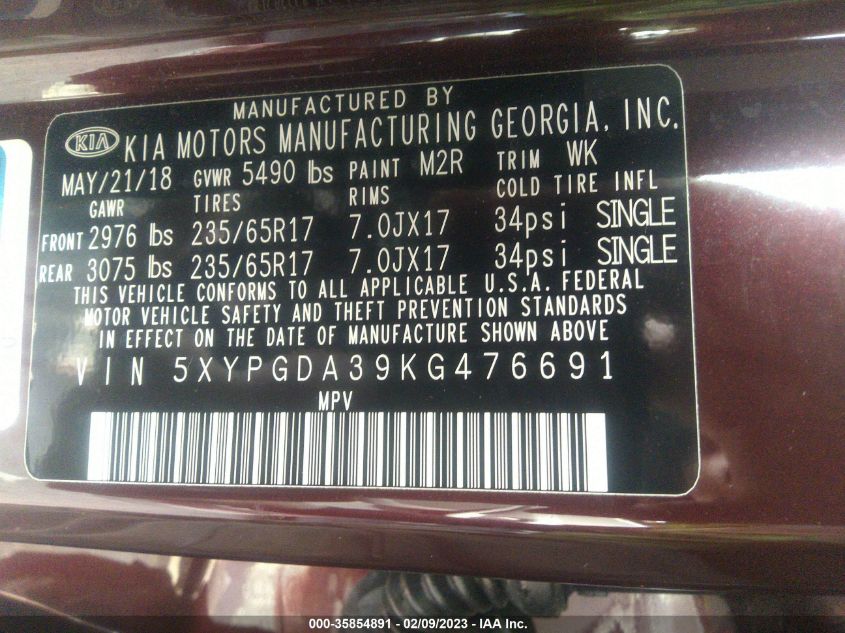 MANUFACTURED BY
KIA KIA MOTORS MANUFACTURING GEORGIA, INC.
MAY/21/18 GVWR 5490 lbs PAINT M2R TRIM WK
GAWR TIRES RIMS COLD TIRE INFL
FRONT 2976 lbs 235/65R17 7.0JX17 34psi SINGLE
REAR 3075 lbs 235/65R17 7.0JX17 34psi SINGLE
THIS VEHICLE CONFORMS TO ALL APPLICABLE U.S.A. FEDERAL
MOTOR VEHICLE SAFETY AND THEFT PREVENTION STANDARDS
IN EFFECT ON THE DATE OF MANUFACTURE SHOWN ABOVE
VIN 5XYPGDA39KG476691
MPV
000-35854891 - 02/09/2023 - IAA Inc.